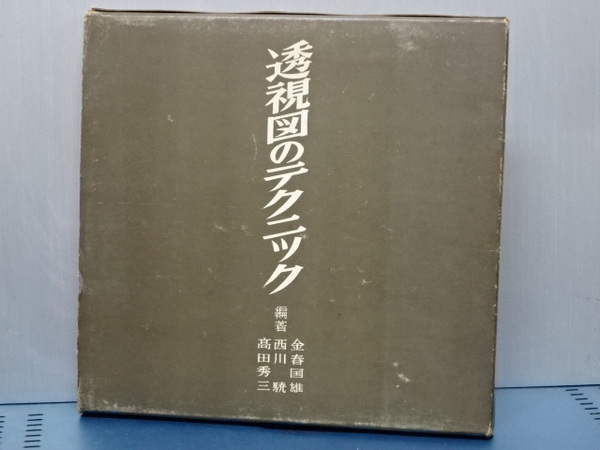 透視図のテクニック
編著
金春国雄
西川驍
高田秀三